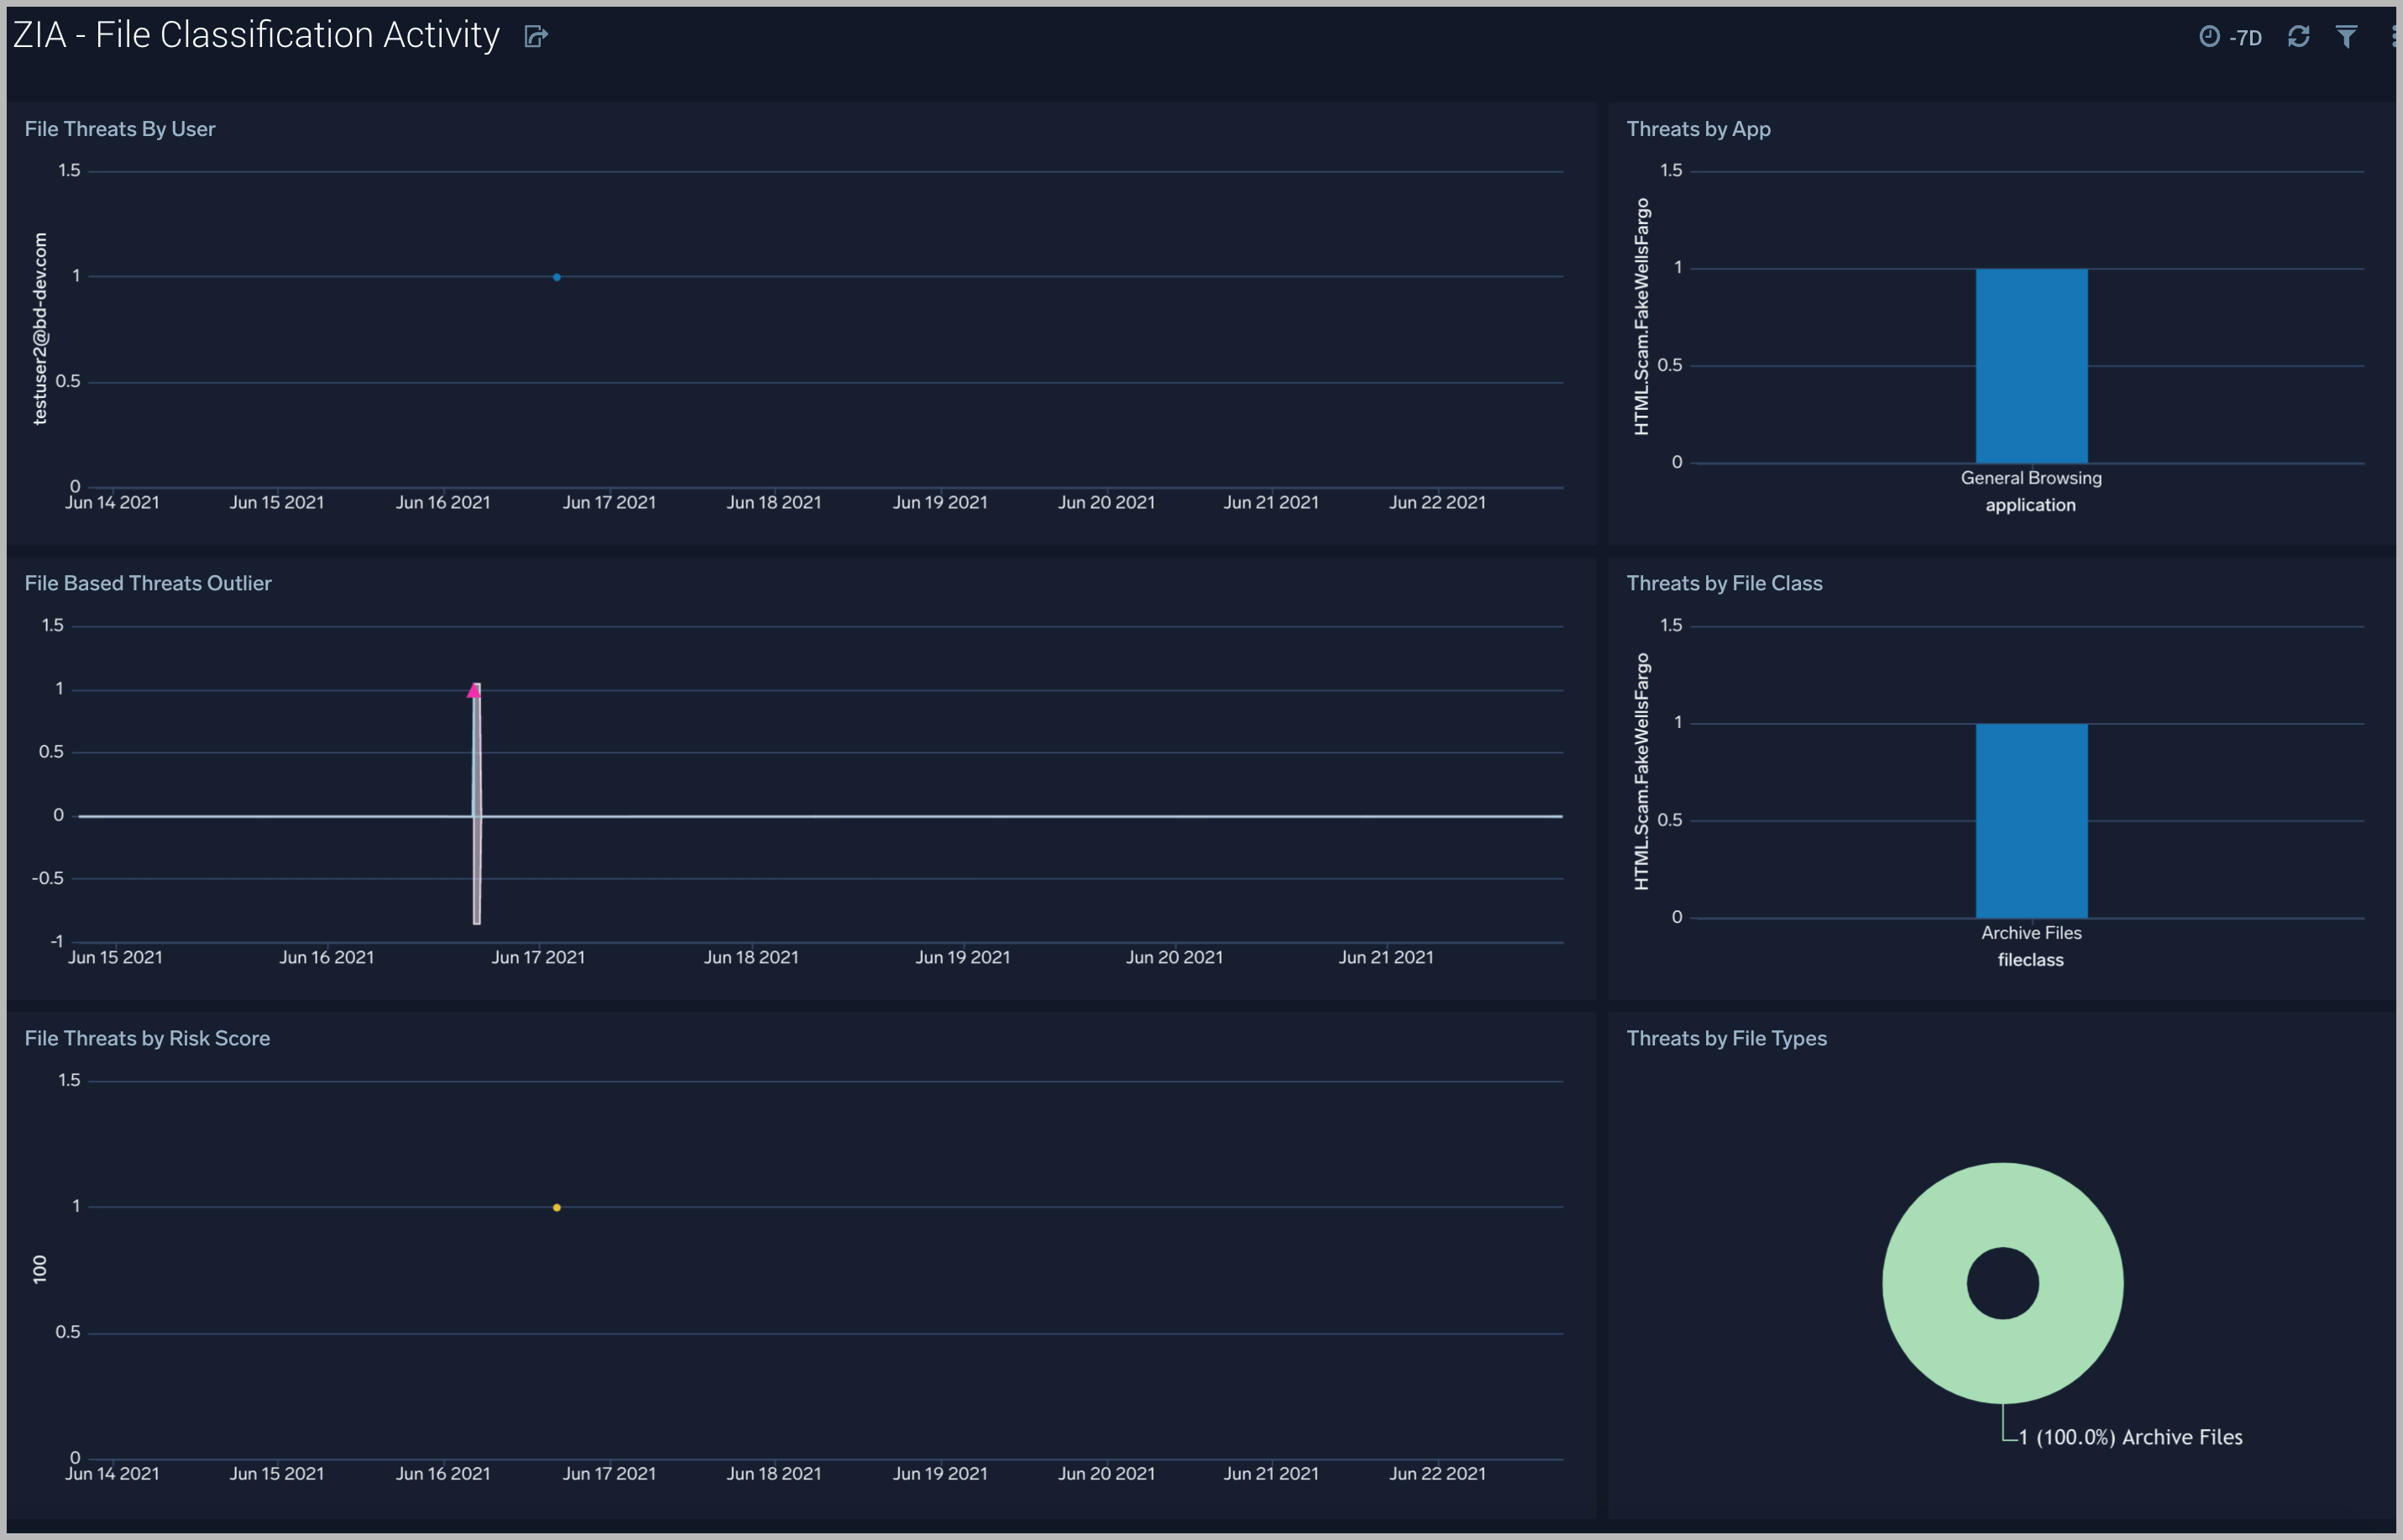 ZIA - File Classification Activity
-7D
File Threats By User
testuser2@bd-dev.com
1.5
1
0.5
0
Jun 14 2021 Jun 15 2021 Jun 16 2021 Jun 17 2021 Jun 18 2021 Jun 19 2021 Jun 20 2021 Jun 21 2021 Jun 22 2021
Threats by App
HTML.Scam.FakeWellsFargo
1.5
1
0.5
0
General Browsing
application
File Based Threats Outlier
1.5
1
0.5
0
-0.5
-1
Jun 15 2021 Jun 16 2021 Jun 17 2021 Jun 18 2021 Jun 19 2021 Jun 20 2021 Jun 21 2021
Threats by File Class
HTML.Scam.FakeWellsFargo
1.5
1
0.5
0
Archive Files
fileclass
File Threats by Risk Score
100
1.5
1
0.5
0
Jun 14 2021 Jun 15 2021 Jun 16 2021 Jun 17 2021 Jun 18 2021 Jun 19 2021 Jun 20 2021 Jun 21 2021 Jun 22 2021
Threats by File Types
1 (100.0%) Archive Files